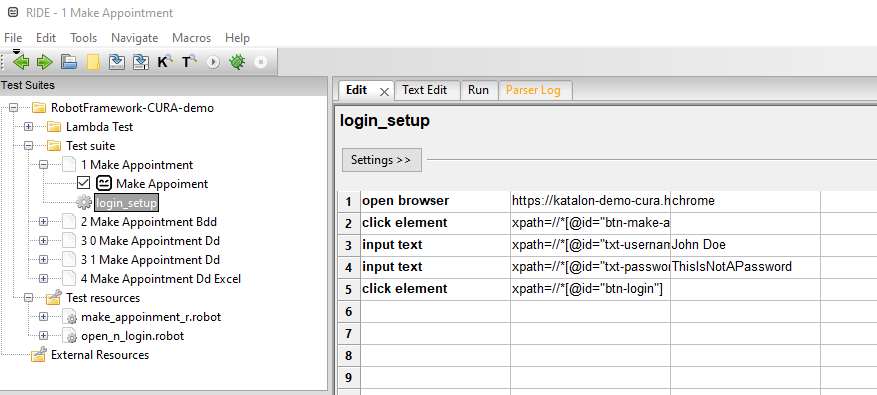 RIDE - 1 Make Appointment
File Edit Tools Navigate Macros Help
Test Suites
RobotFramework-CURA-demo
Lambda Test
Test suite
1 Make Appointment
Make Appoiment
login_setup
2 Make Appointment Bdd
3 0 Make Appointment Dd
3 1 Make Appointment Dd
4 Make Appointment Dd Excel
Test resources
make_appoinment_r.robot
open_n_login.robot
External Resources
Edit Text Edit Run Parser Log
login_setup
Settings >>
1 open browser https://katalon-demo-cura.h chrome
2 click element xpath=//*[@id="btn-make-a
3 input text xpath=//*[@id="txt-usernam John Doe
4 input text xpath=//*[@id="txt-passwor ThisIsNotAPassword
5 click element xpath=//*[@id="btn-login"]
6
7
8
9